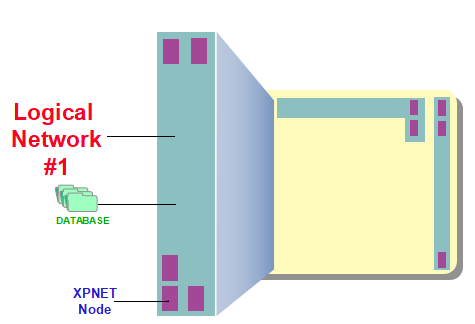 Logical
Network
#1
DATABASE
XPNET
Node